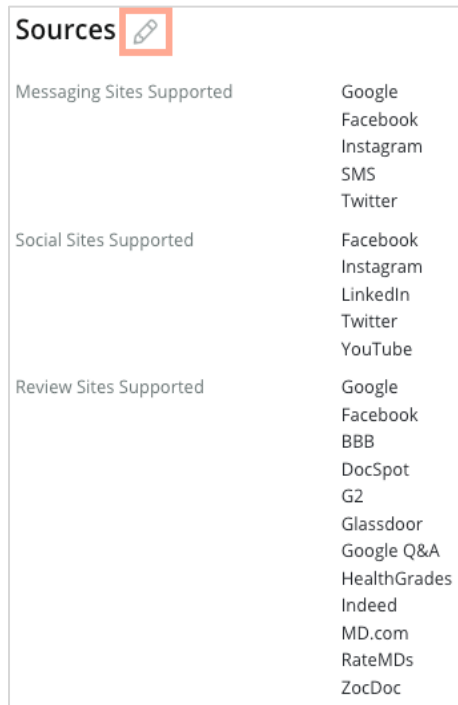 Sources
Messaging Sites Supported Google
Facebook
Instagram
SMS
Twitter
Social Sites Supported Facebook
Instagram
LinkedIn
Twitter
YouTube
Review Sites Supported Google
Facebook
BBB
DocSpot
G2
Glassdoor
Google Q&A
HealthGrades
Indeed
MD.com
RateMDs
ZocDoc